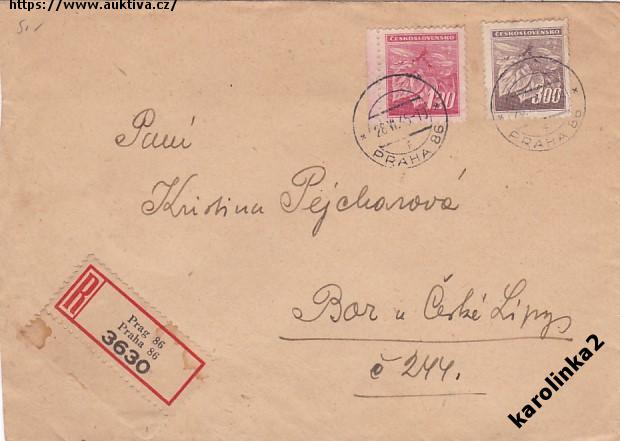 https://www.auktiva.cz/
ČESKOSLOVENSKO
ČESKOSLOVENSKO
1'20
3'00
PRAHA 86
PRAHA 86
Paní
Kristina Pejcharová
Bor u České Lípy
č 244.
R
Prag 86
Praha 86
3630
karolinka2